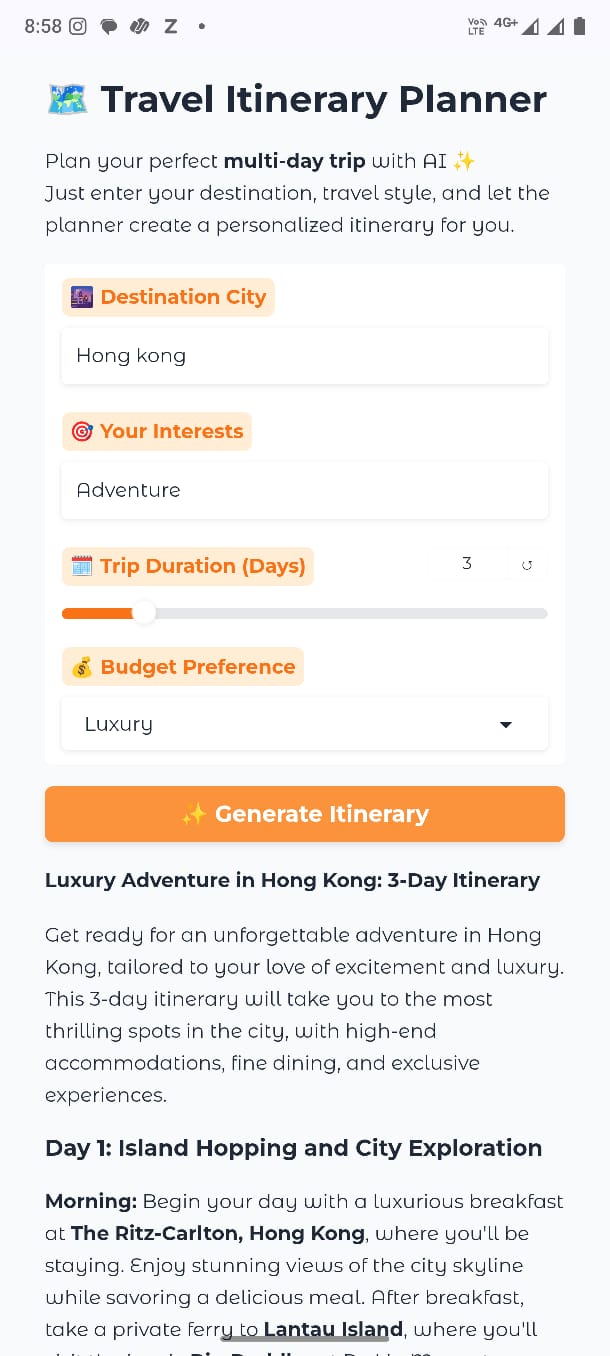 8:58
Z
Vo
LTE
4G+
Travel Itinerary Planner
Plan your perfect multi-day trip with AI ✨
Just enter your destination, travel style, and let the
planner create a personalized itinerary for you.
Destination City
Hong kong
Your Interests
Adventure
Trip Duration (Days)
3
Budget Preference
Luxury
✨ Generate Itinerary
Luxury Adventure in Hong Kong: 3-Day Itinerary
Get ready for an unforgettable adventure in Hong
Kong, tailored to your love of excitement and luxury.
This 3-day itinerary will take you to the most
thrilling spots in the city, with high-end
accommodations, fine dining, and exclusive
experiences.
Day 1: Island Hopping and City Exploration
Morning: Begin your day with a luxurious breakfast
at The Ritz-Carlton, Hong Kong, where you'll be
staying. Enjoy stunning views of the city skyline
while savoring a delicious meal. After breakfast,
take a private ferry to Lantau Island, where you'll